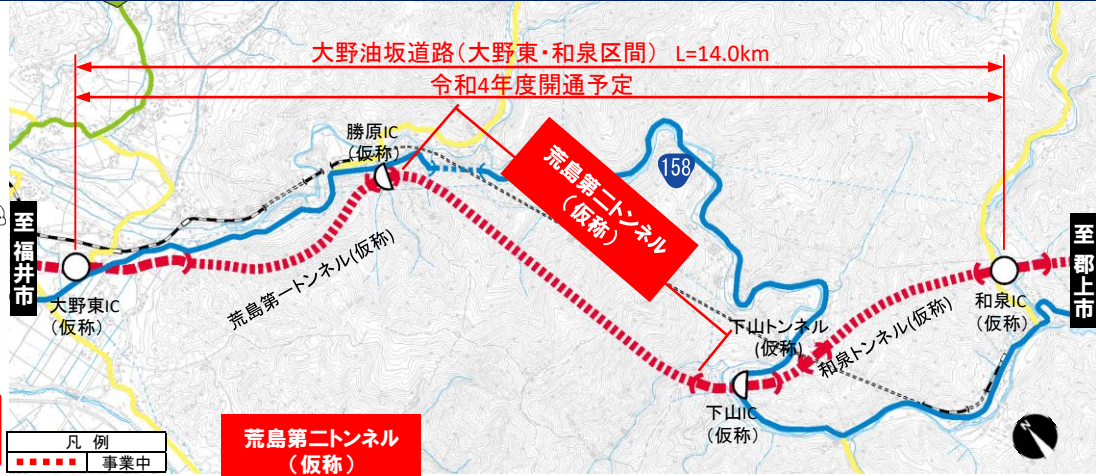 大野油坂道路(大野東・和泉区間) L=14.0km
令和4年度開通予定
勝原IC
(仮称)
荒島第二トンネル
(仮称)
158
至福井市
大野東IC
(仮称)
荒島第一トンネル(仮称)
下山トンネル
(仮称)
和泉トンネル(仮称)
和泉IC
(仮称)
至郡上市
下山IC
(仮称)
荒島第二トンネル
(仮称)
凡 例
事業中
N